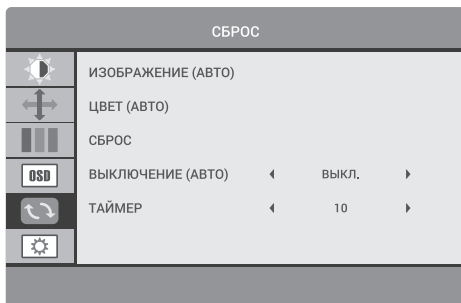 СБРОС
ИЗОБРАЖЕНИЕ (АВТО)
ЦВЕТ (АВТО)
СБРОС
OSD
ВЫКЛЮЧЕНИЕ (АВТО) ВЫКЛ.
ТАЙМЕР 10